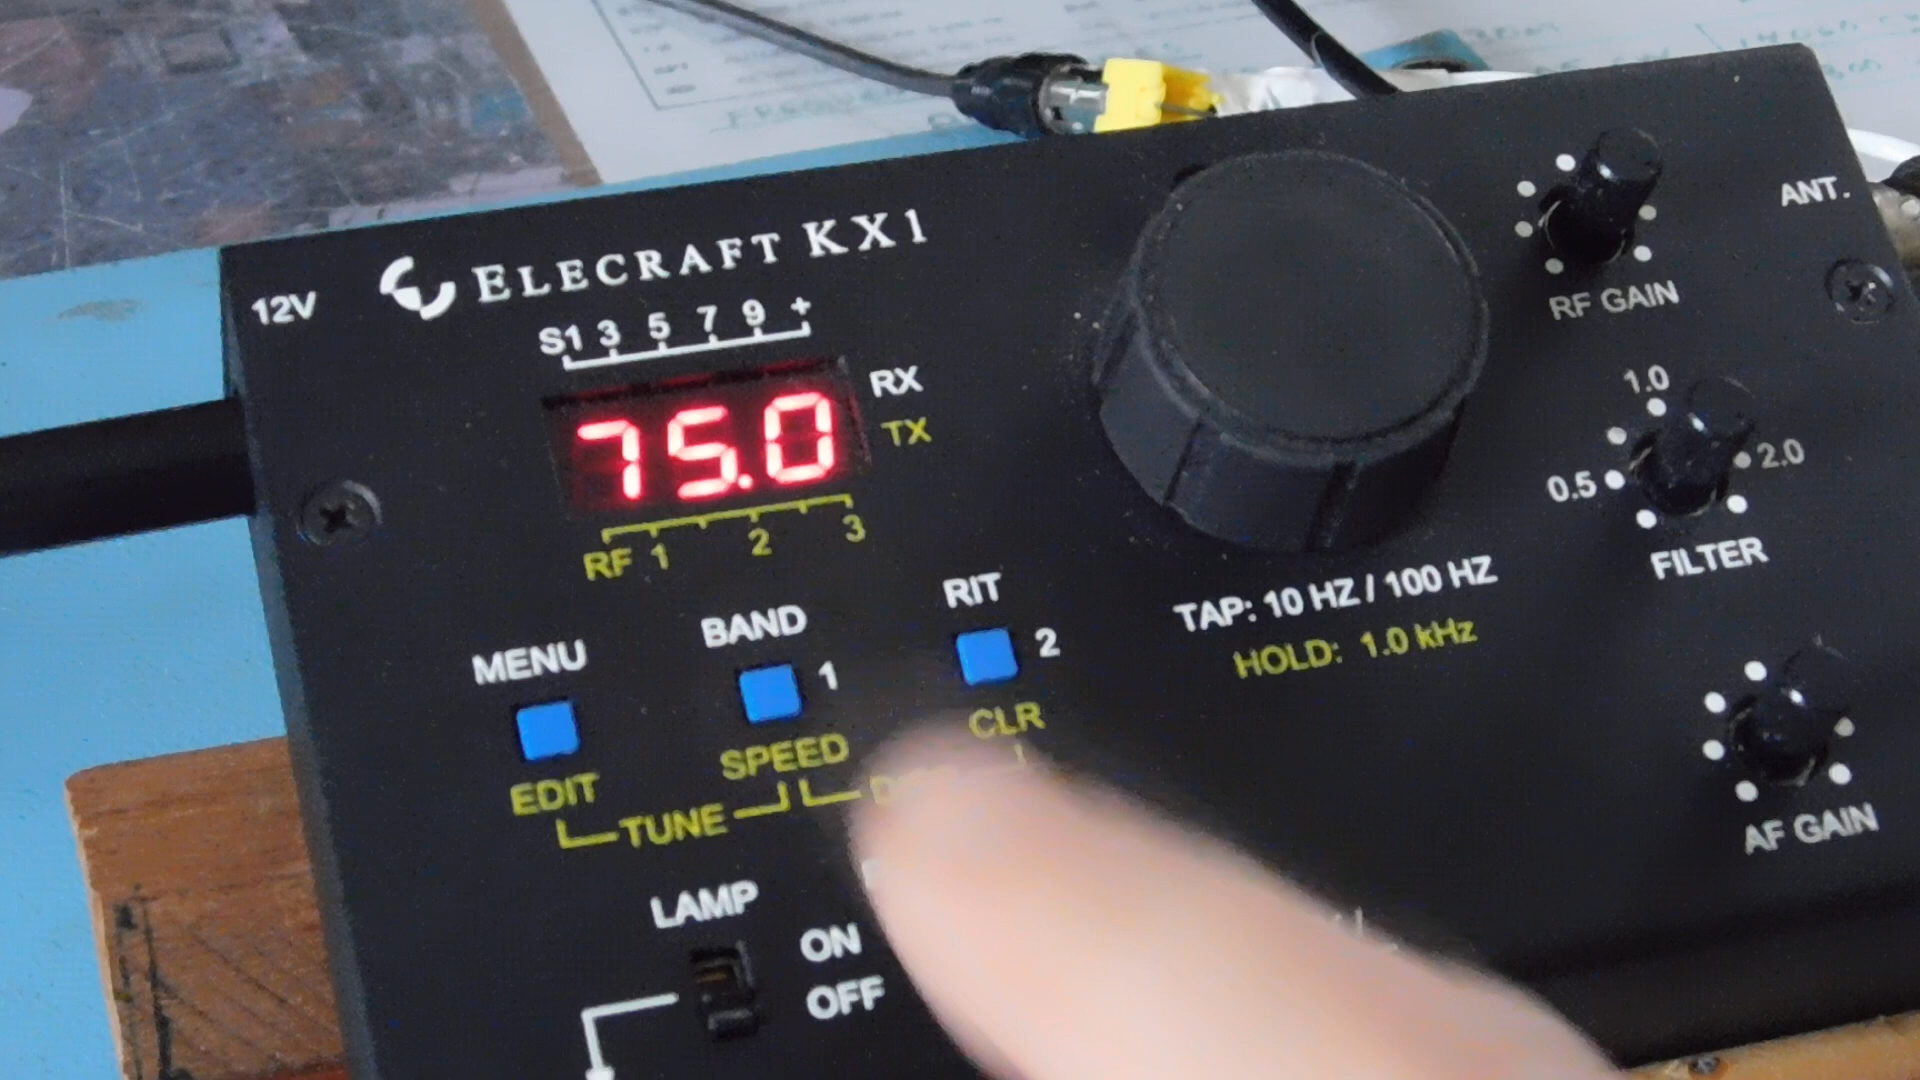 ELECRAFT KX1
12V
ANT.
S1 3 5 7 9 +
RX
TX
75.0
RF 1 2 3
RF GAIN
1.0
0.5
2.0
FILTER
TAP: 10 HZ / 100 HZ
HOLD: 1.0 kHz
MENU
BAND
RIT
1
2
EDIT
SPEED
CLR
TUNE
AF GAIN
LAMP
ON
OFF